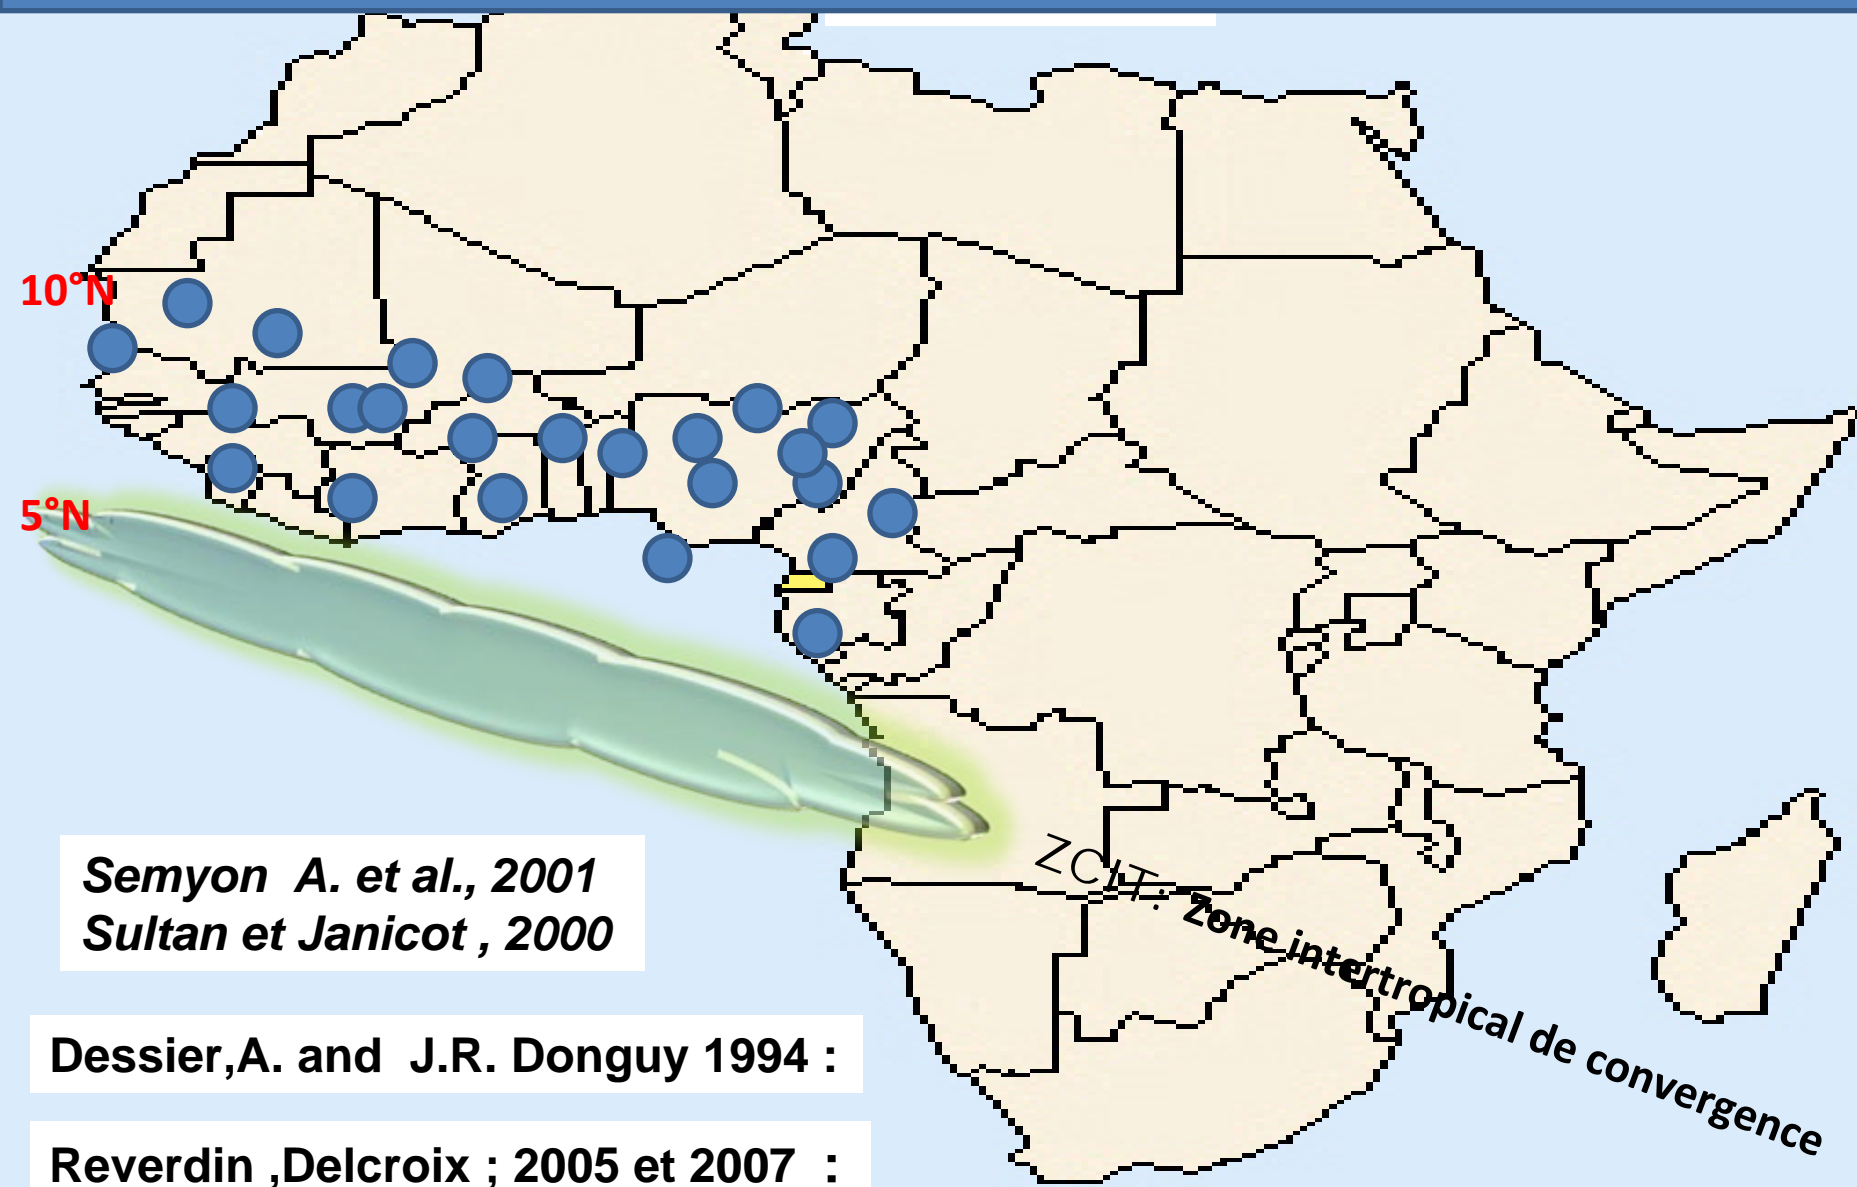 10°N
5°N
ZCIT: Zone intertropical de convergence
Semyon A. et al., 2001
Sultan et Janicot , 2000
Dessier,A. and J.R. Donguy 1994 :
Reverdin ,Delcroix ; 2005 et 2007 :